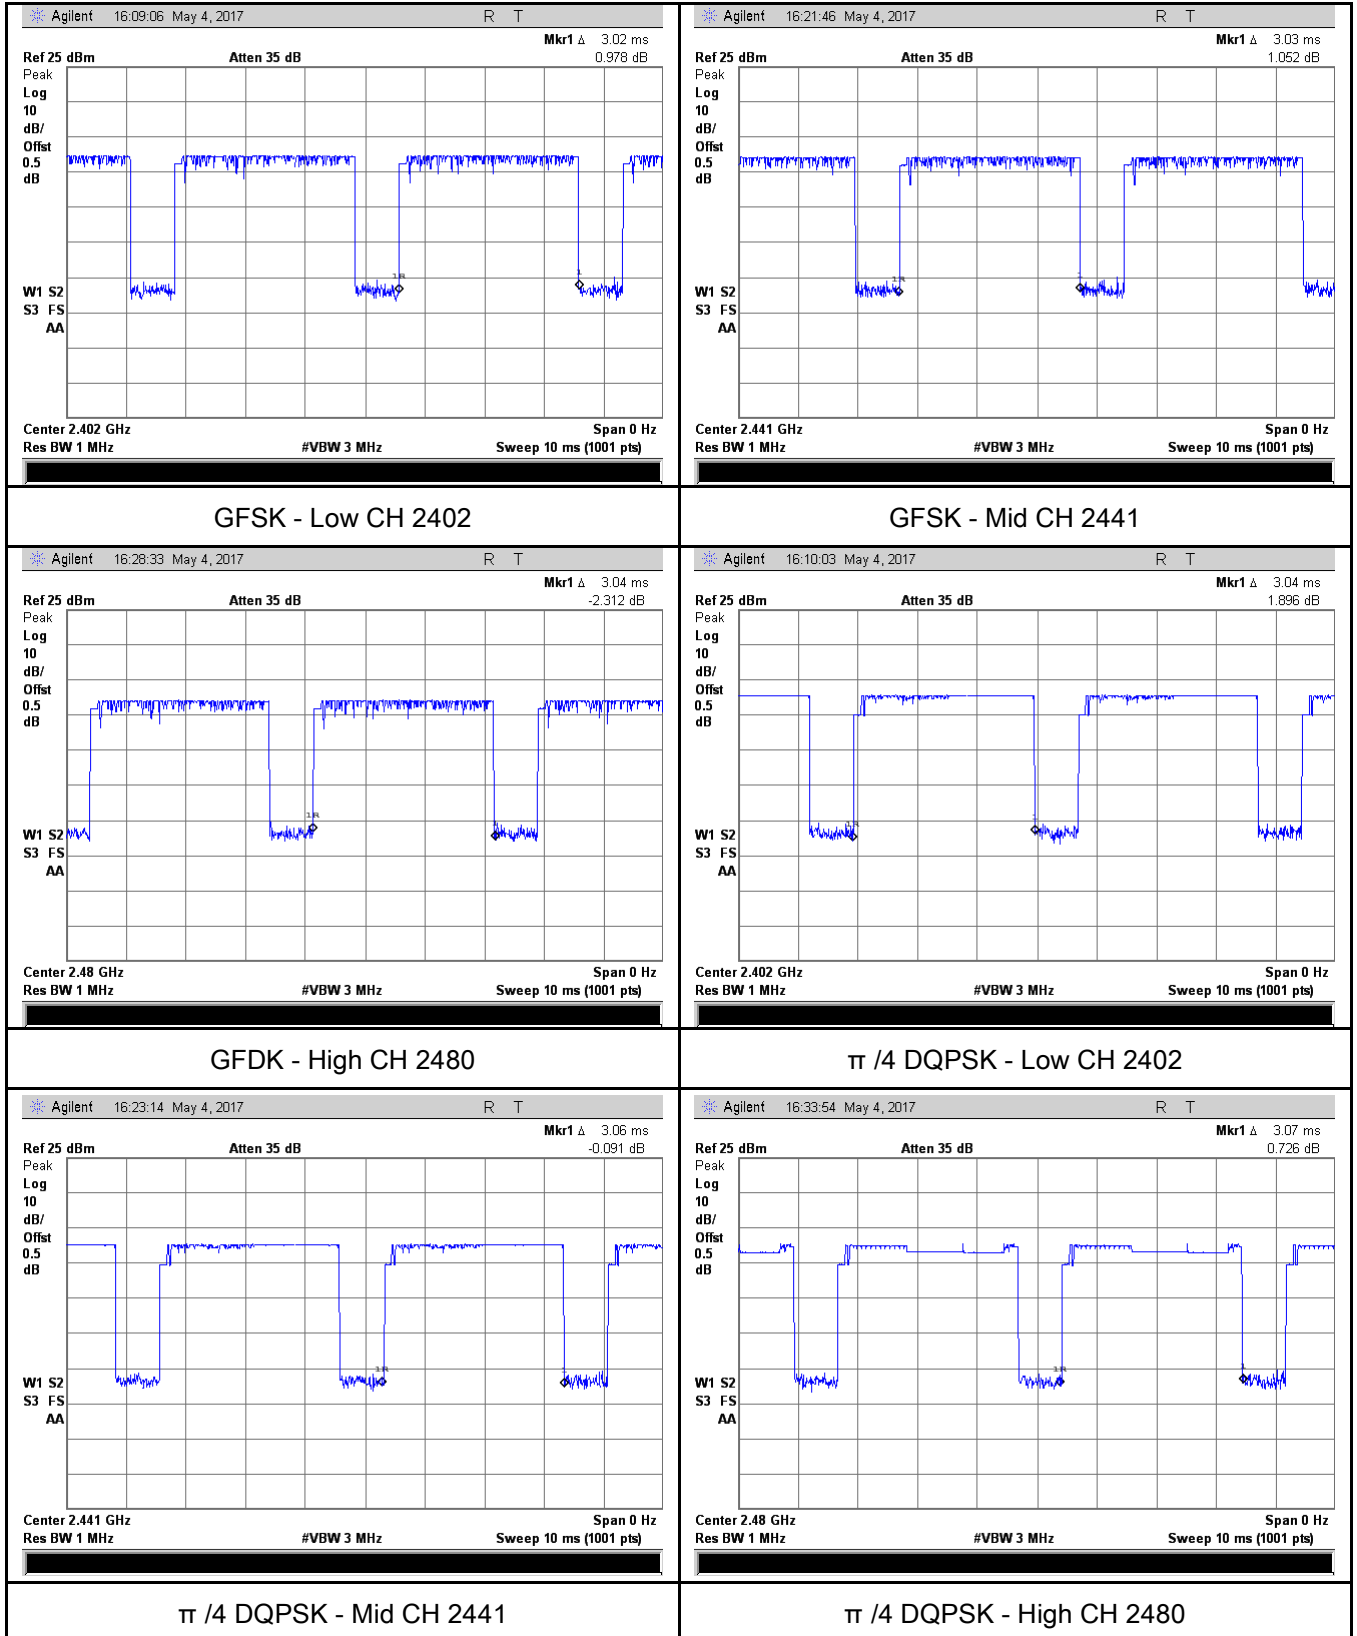 Agilent 16:09:06 May 4, 2017 R T
Mkr1 Δ 3.02 ms
Ref 25 dBm Atten 35 dB 0.978 dB
Peak
Log
10
dB/
Offst
0.5
dB
1R
1
W1 S2
S3 FS
AA
Center 2.402 GHz Span 0 Hz
Res BW 1 MHz #VBW 3 MHz Sweep 10 ms (1001 pts)
GFSK - Low CH 2402
Agilent 16:21:46 May 4, 2017 R T
Mkr1 Δ 3.03 ms
Ref 25 dBm Atten 35 dB 1.052 dB
Peak
Log
10
dB/
Offst
0.5
dB
1R
1
W1 S2
S3 FS
AA
Center 2.441 GHz Span 0 Hz
Res BW 1 MHz #VBW 3 MHz Sweep 10 ms (1001 pts)
GFSK - Mid CH 2441
Agilent 16:28:33 May 4, 2017 R T
Mkr1 Δ 3.04 ms
Ref 25 dBm Atten 35 dB -2.312 dB
Peak
Log
10
dB/
Offst
0.5
dB
1R
W1 S2
S3 FS
AA
Center 2.48 GHz Span 0 Hz
Res BW 1 MHz #VBW 3 MHz Sweep 10 ms (1001 pts)
GFDK - High CH 2480
Agilent 16:10:03 May 4, 2017 R T
Mkr1 Δ 3.04 ms
Ref 25 dBm Atten 35 dB 1.896 dB
Peak
Log
10
dB/
Offst
0.5
dB
1R
1
W1 S2
S3 FS
AA
Center 2.402 GHz Span 0 Hz
Res BW 1 MHz #VBW 3 MHz Sweep 10 ms (1001 pts)
π /4 DQPSK - Low CH 2402
Agilent 16:23:14 May 4, 2017 R T
Mkr1 Δ 3.06 ms
Ref 25 dBm Atten 35 dB -0.091 dB
Peak
Log
10
dB/
Offst
0.5
dB
1R
1
W1 S2
S3 FS
AA
Center 2.441 GHz Span 0 Hz
Res BW 1 MHz #VBW 3 MHz Sweep 10 ms (1001 pts)
π /4 DQPSK - Mid CH 2441
Agilent 16:33:54 May 4, 2017 R T
Mkr1 Δ 3.07 ms
Ref 25 dBm Atten 35 dB 0.726 dB
Peak
Log
10
dB/
Offst
0.5
dB
1R
1
W1 S2
S3 FS
AA
Center 2.48 GHz Span 0 Hz
Res BW 1 MHz #VBW 3 MHz Sweep 10 ms (1001 pts)
π /4 DQPSK - High CH 2480